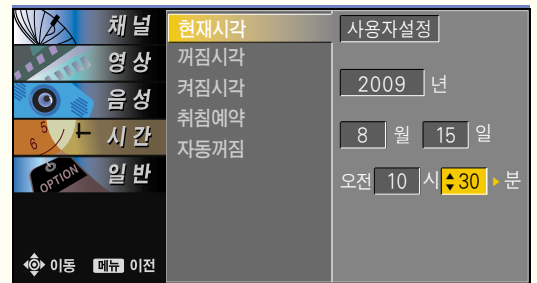 채널
영상
음성
시간
일반
6 5
OPTION
이동 메뉴 이전
현재시각
꺼짐시각
켜짐시각
취침예약
자동꺼짐
사용자설정
2009 년
8 월 15 일
오전 10 시 30 분